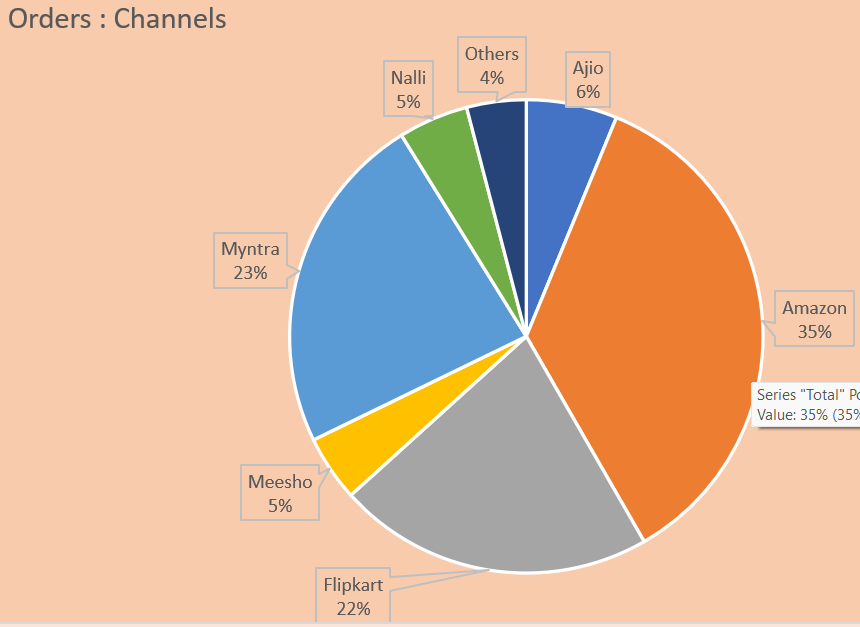 Orders : Channels
Others
4%
Ajio
6%
Nalli
5%
Myntra
23%
Amazon
35%
Series "Total"
Value: 35% (35%
Meesho
5%
Flipkart
22%